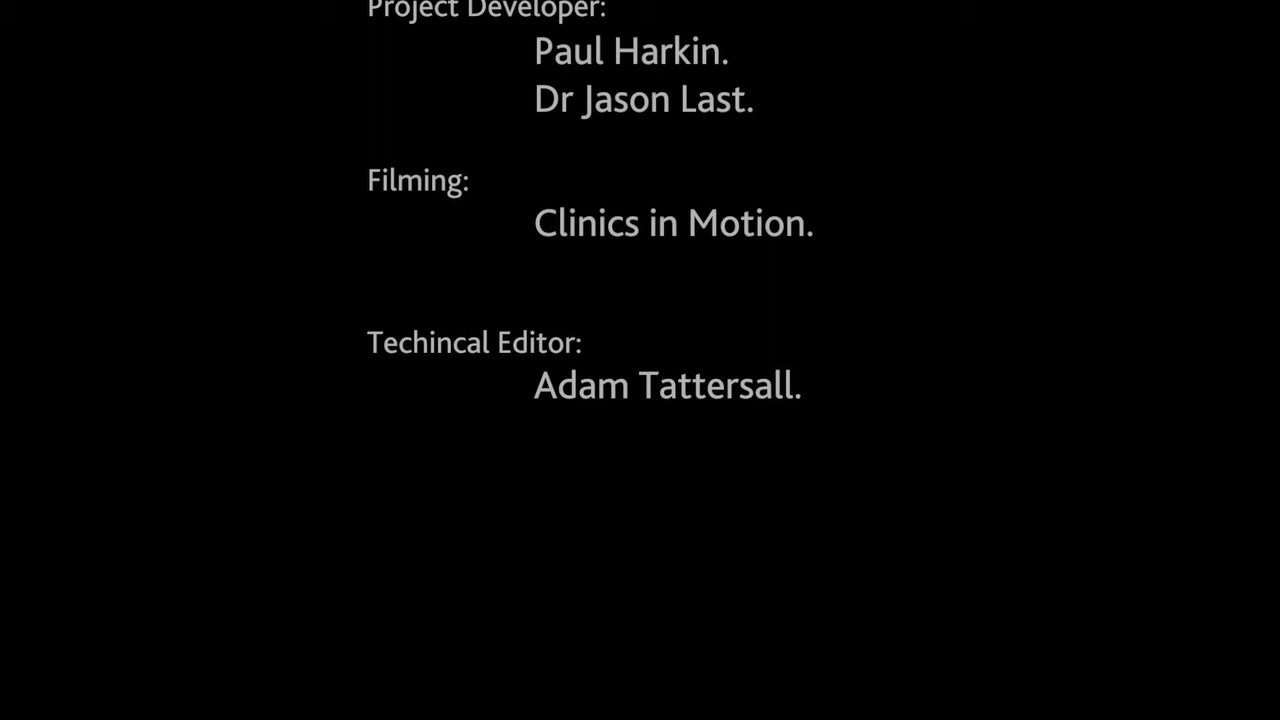 Project Developer:
Paul Harkin.
Dr Jason Last.
Filming:
Clinics in Motion.
Techincal Editor:
Adam Tattersall.